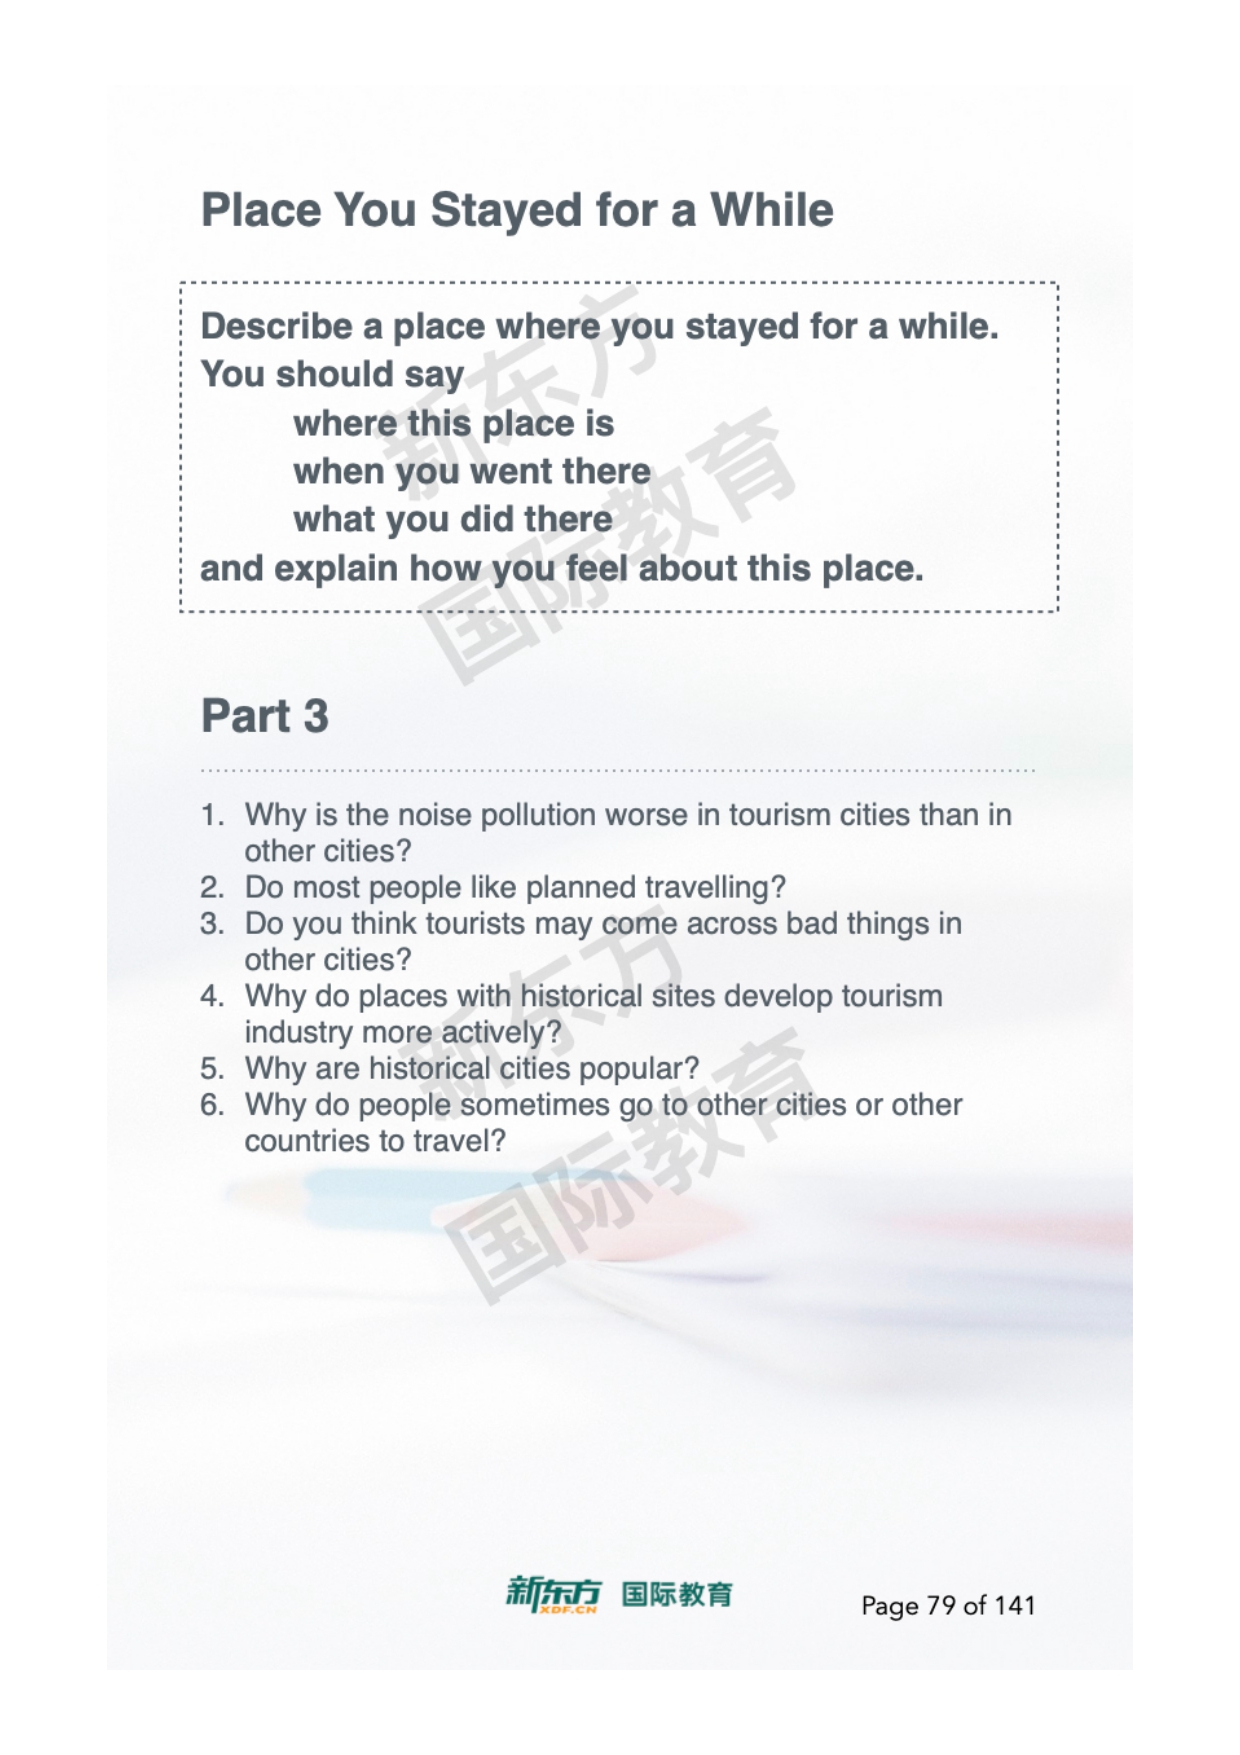 Place You Stayed for a While
Describe a place where you stayed for a while.
You should say
where this place is
when you went there
what you did there
and explain how you feel about this place.
新东方
国际教育
Part 3
1. Why is the noise pollution worse in tourism cities than in
other cities?
2. Do most people like planned travelling?
3. Do you think tourists may come across bad things in
other cities?
4. Why do places with historical sites develop tourism
industry more actively?
5. Why are historical cities popular?
6. Why do people sometimes go to other cities or other
countries to travel?
新东方
国际教育
新东方 国际教育
XDF.CN
Page 79 of 141